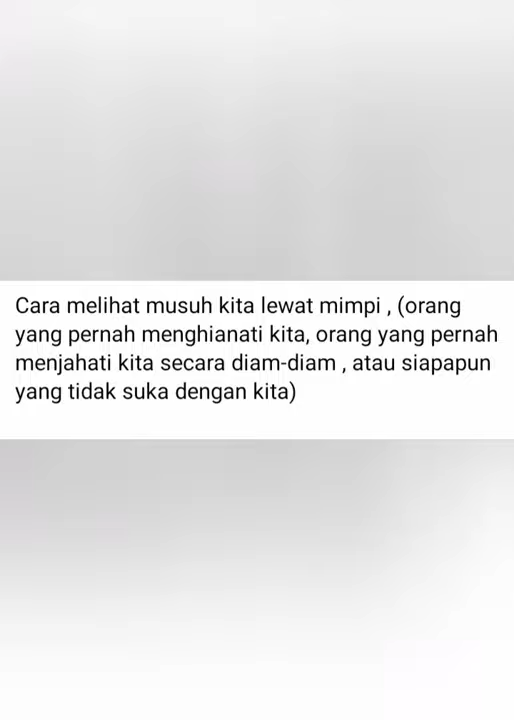 Cara melihat musuh kita lewat mimpi , (orang
yang pernah menghianati kita, orang yang pernah
menjahati kita secara diam-diam , atau siapapun
yang tidak suka dengan kita)